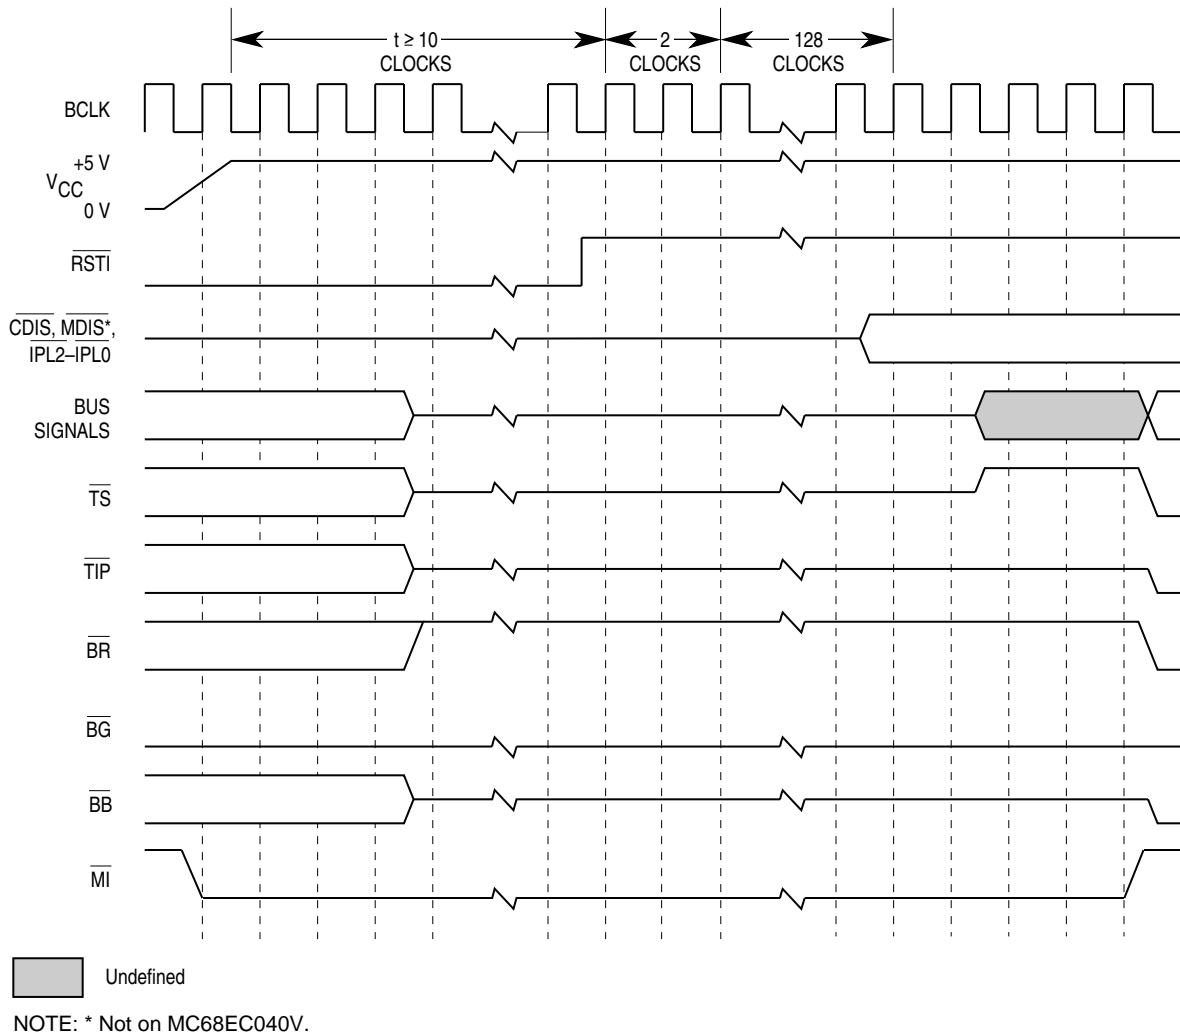 t ≥ 10
CLOCKS
2
CLOCKS
128
CLOCKS
BCLK
+5 V
VCC
0 V
RSTI
CDIS, MDIS*,
IPL2–IPL0
BUS
SIGNALS
TS
TIP
BR
BG
BB
MI
Undefined
NOTE: * Not on MC68EC040V.